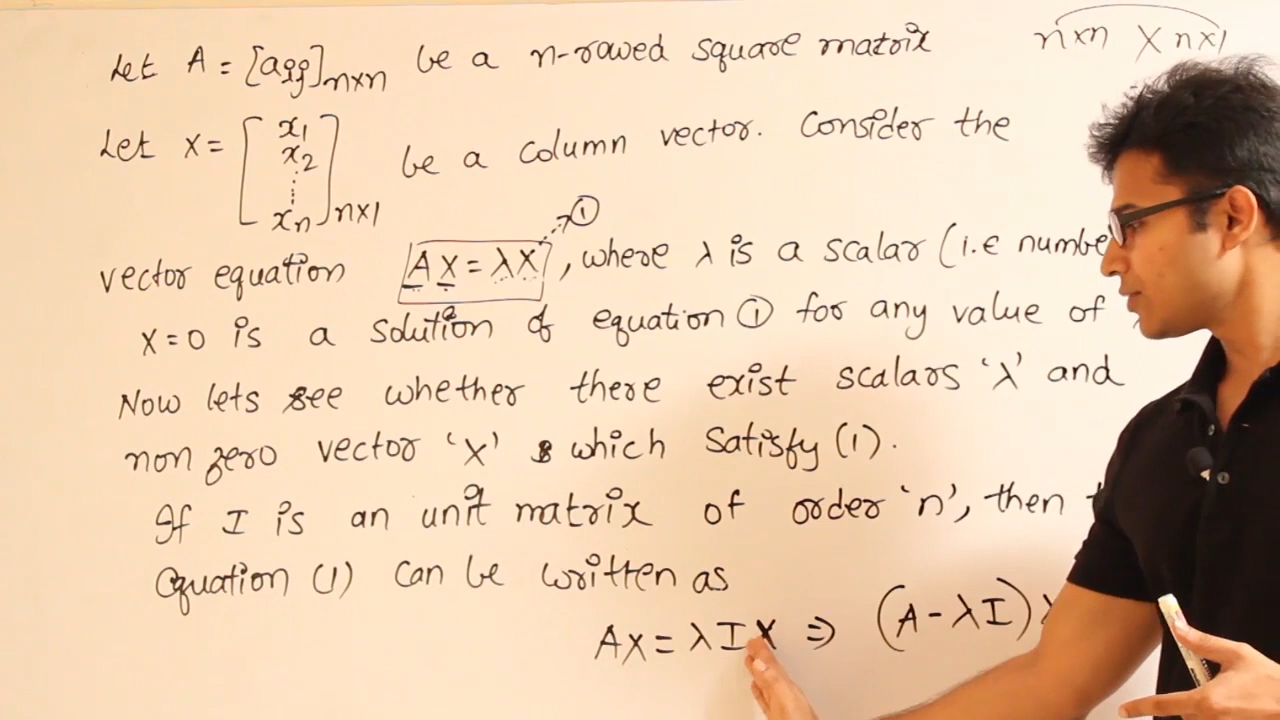 Let A = [aij]n×n be a n-rowed square matrix n×n × n×1
Let X = [x1 x2 ⋮ xn]n×1 be a column vector. Consider the
vector equation AX = λX, where λ is a scalar (i.e numbe
①
X=0 is a solution of equation ① for any value of
Now lets see whether there exist scalars 'λ' and
non zero vector 'X' which satisfy (1).
If I is an unit matrix of order 'n', then
equation (1) can be written as
AX = λIX ⇒ (A-λI)